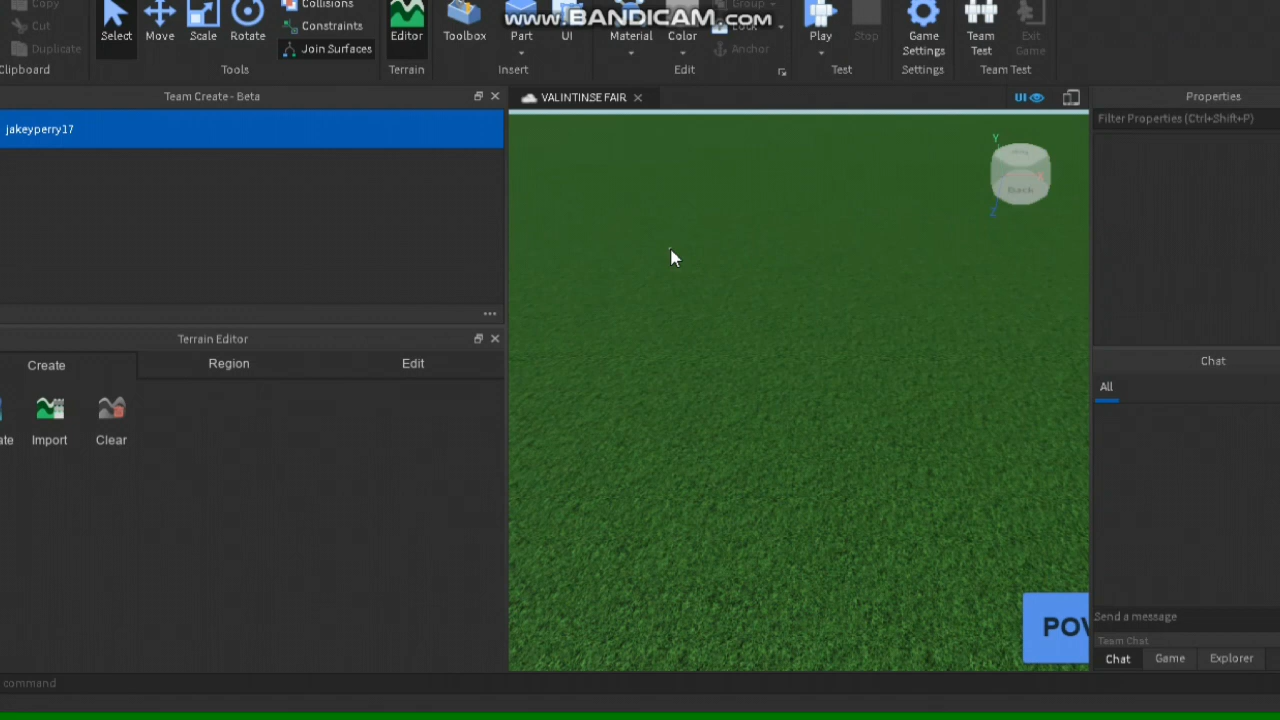 Copy
Cut
Duplicate
Clipboard
Select
Move
Scale
Rotate
Collisions
Constraints
Join Surfaces
Tools
Editor
Terrain
Toolbox
Part
UI
Insert
www.BANDICAM.com
Material
Color
Group
Lock
Anchor
Edit
Play
Stop
Test
Game
Settings
Settings
Team
Test
Exit
Game
Team Test
Team Create - Beta
jakeyperry17
VALINTINSE FAIR
UI
Properties
Filter Properties (Ctrl+Shift+P)
Y
Back
Z
Terrain Editor
Create
Region
Edit
ate
Import
Clear
Chat
All
POV
Send a message
Team Chat
Chat
Game
Explorer
command